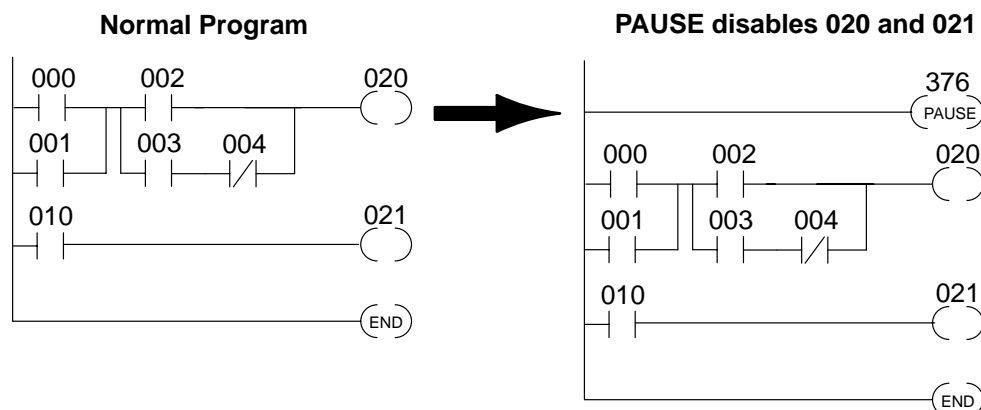 Normal Program
000 002 020
001 003 004
010 021
END
PAUSE disables 020 and 021
376
PAUSE
000 002 020
001 003 004
010 021
END